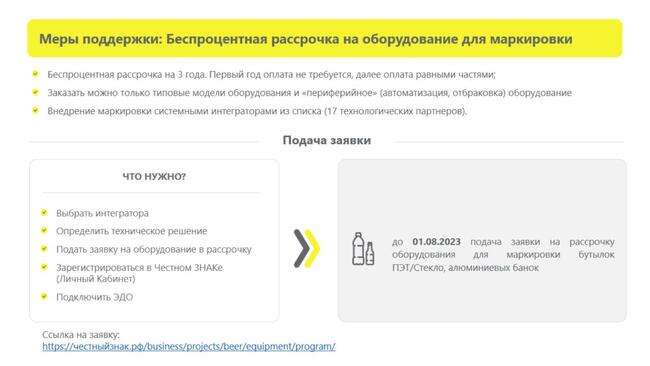 Меры поддержки: Беспроцентная рассрочка на оборудование для маркировки
Беспроцентная рассрочка на 3 года. Первый год оплата не требуется, далее оплата равными частями;
Заказать можно только типовые модели оборудования и «периферийное» (автоматизация, отбраковка) оборудование
Внедрение маркировки системными интеграторами из списка (17 технологических партнеров).
Подача заявки
ЧТО НУЖНО?
Выбрать интегратора
Определить техническое решение
Подать заявку на оборудование в рассрочку
Зарегистрироваться в Честном ЗНАКе
(Личный Кабинет)
Подключить ЭДО
до 01.08.2023 подача заявки на рассрочку
оборудования для маркировки бутылок
ПЭТ/Стекло, алюминиевых банок
Ссылка на заявку:
https://честныйзнак.рф/business/projects/beer/equipment/program/